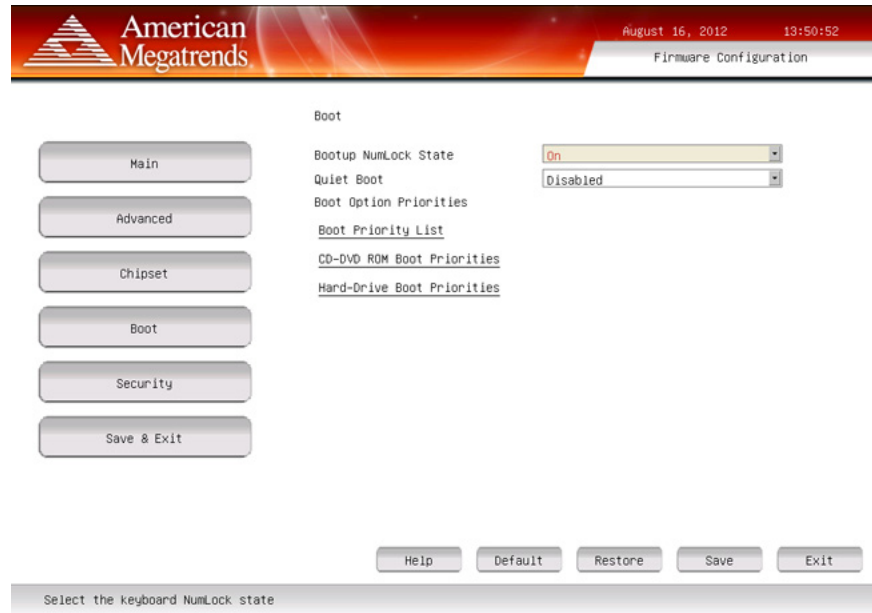 American
Megatrends
August 16, 2012 13:50:52
Firmware Configuration
Main
Advanced
Chipset
Boot
Security
Save & Exit
Boot
Bootup NumLock State On
Quiet Boot Disabled
Boot Option Priorities
Boot Priority List
CD-DVD ROM Boot Priorities
Hard-Drive Boot Priorities
Help Default Restore Save Exit
Select the keyboard NumLock state